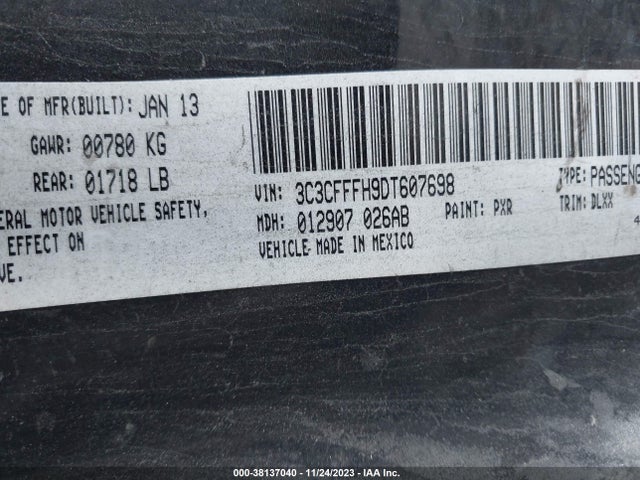 E OF MFR(BUILT): JAN 13
GAWR: 00780 KG
REAR: 01718 LB
ERAL MOTOR VEHICLE SAFETY,
EFFECT ON
VE.
VIN: 3C3CFFFH9DT607698
TYPE: PASSENG
MDH: 012907 026AB
PAINT: PXR
TRIM: DLXX
VEHICLE MADE IN MEXICO
4
000-38137040 - 11/24/2023 - IAA Inc.